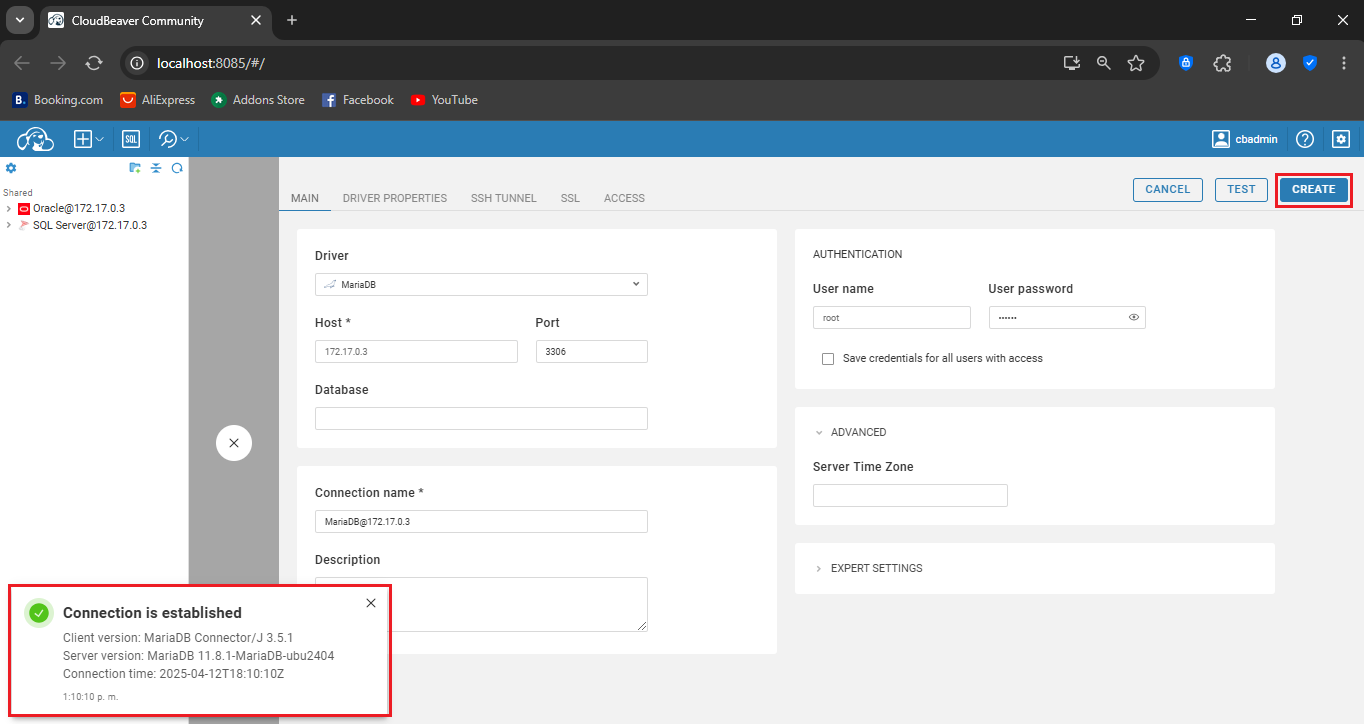 CloudBeaver Community
localhost:8085/#/
B. Booking.com
AliExpress
Addons Store
Facebook
YouTube
SQL
cbadmin
Shared
Oracle@172.17.0.3
SQL Server@172.17.0.3
MAIN
DRIVER PROPERTIES
SSH TUNNEL
SSL
ACCESS
CANCEL
TEST
CREATE
Driver
MariaDB
Host *
Port
172.17.0.3
3306
Database
Connection name *
MariaDB@172.17.0.3
Description
AUTHENTICATION
User name
User password
root
••••••
Save credentials for all users with access
ADVANCED
Server Time Zone
EXPERT SETTINGS
Connection is established
Client version: MariaDB Connector/J 3.5.1
Server version: MariaDB 11.8.1-MariaDB-ubu2404
Connection time: 2025-04-12T18:10:10Z
1:10:10 p. m.